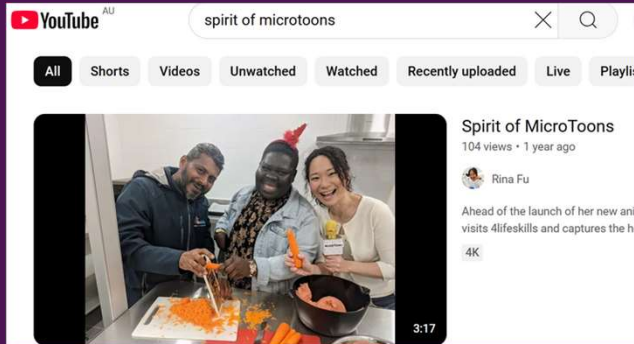 YouTube AU
spirit of microtoons
All Shorts Videos Unwatched Watched Recently uploaded Live
Spirit of MicroToons
104 views • 1 year ago
Rina Fu
Ahead of the launch of her new
visits 4lifeskills and captures the
4K
3:17